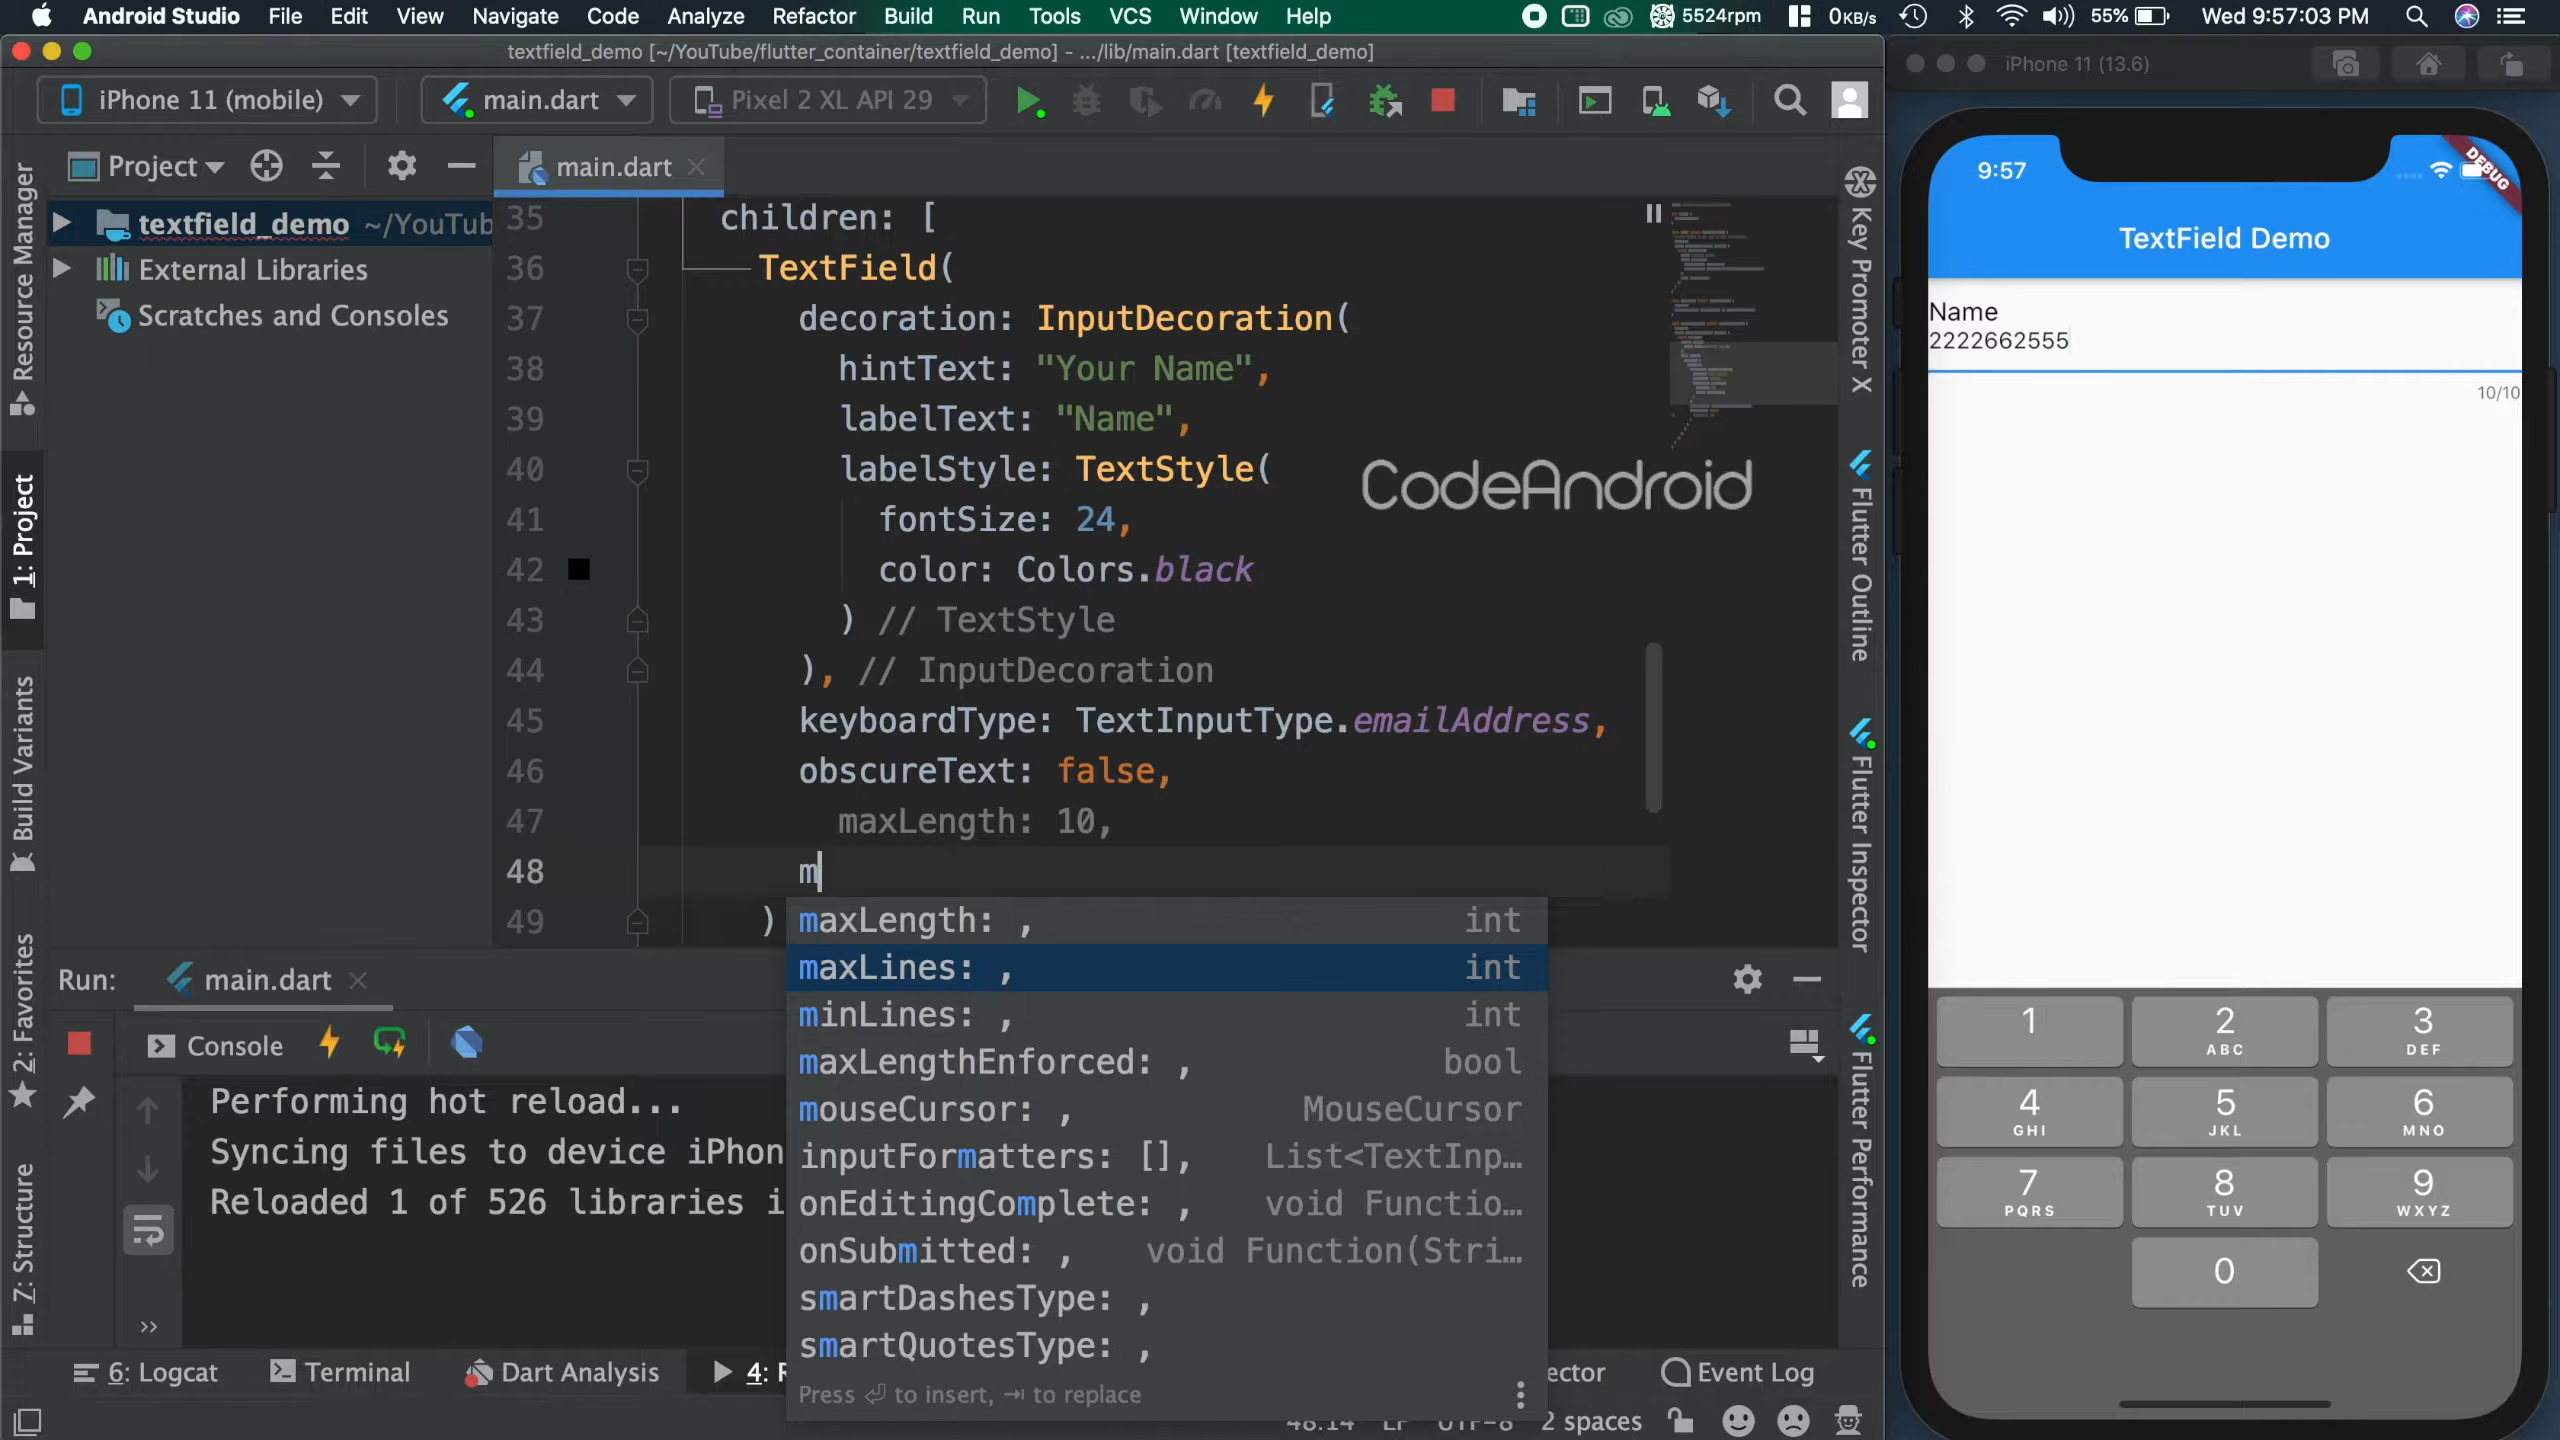 Android Studio File Edit View Navigate Code Analyze Refactor Build Run Tools VCS Window Help 5524rpm 0KB/s 55% Wed 9:57:03 PM
textfield_demo [~/YouTube/flutter_container/textfield_demo] - .../lib/main.dart [textfield_demo]
iPhone 11 (mobile) main.dart Pixel 2 XL API 29
Project
main.dart
textfield_demo ~/YouTub
External Libraries
Scratches and Consoles
Resource Manager
1: Project
Build Variants
2: Favorites
Z: Structure
35 children: [
36 TextField(
37 decoration: InputDecoration(
38 hintText: "Your Name",
39 labelText: "Name",
40 labelStyle: TextStyle(
41 fontSize: 24,
42 color: Colors.black
43 ) // TextStyle
44 ), // InputDecoration
45 keyboardType: TextInputType.emailAddress,
46 obscureText: false,
47 maxLength: 10,
48 m
49 )
CodeAndroid
maxLength: , int
maxLines: , int
minLines: , int
maxLengthEnforced: , bool
mouseCursor: , MouseCursor
inputFormatters: [], List<TextInp…
onEditingComplete: , void Functio…
onSubmitted: , void Function(Stri…
smartDashesType: ,
smartQuotesType: ,
Press ⏎ to insert, ⇥ to replace
Run: main.dart
Console
Performing hot reload...
Syncing files to device iPhon
Reloaded 1 of 526 libraries i
6: Logcat Terminal Dart Analysis 4: R ector Event Log
48:14 LF UTF-8 2 spaces
Key Promoter X
Flutter Outline
Flutter Inspector
Flutter Performance
iPhone 11 (13.6)
9:57
DEBUG
TextField Demo
Name
2222662555
10/10
1 2 3
ABC DEF
4 5 6
GHI JKL MNO
7 8 9
PQRS TUV WXYZ
0